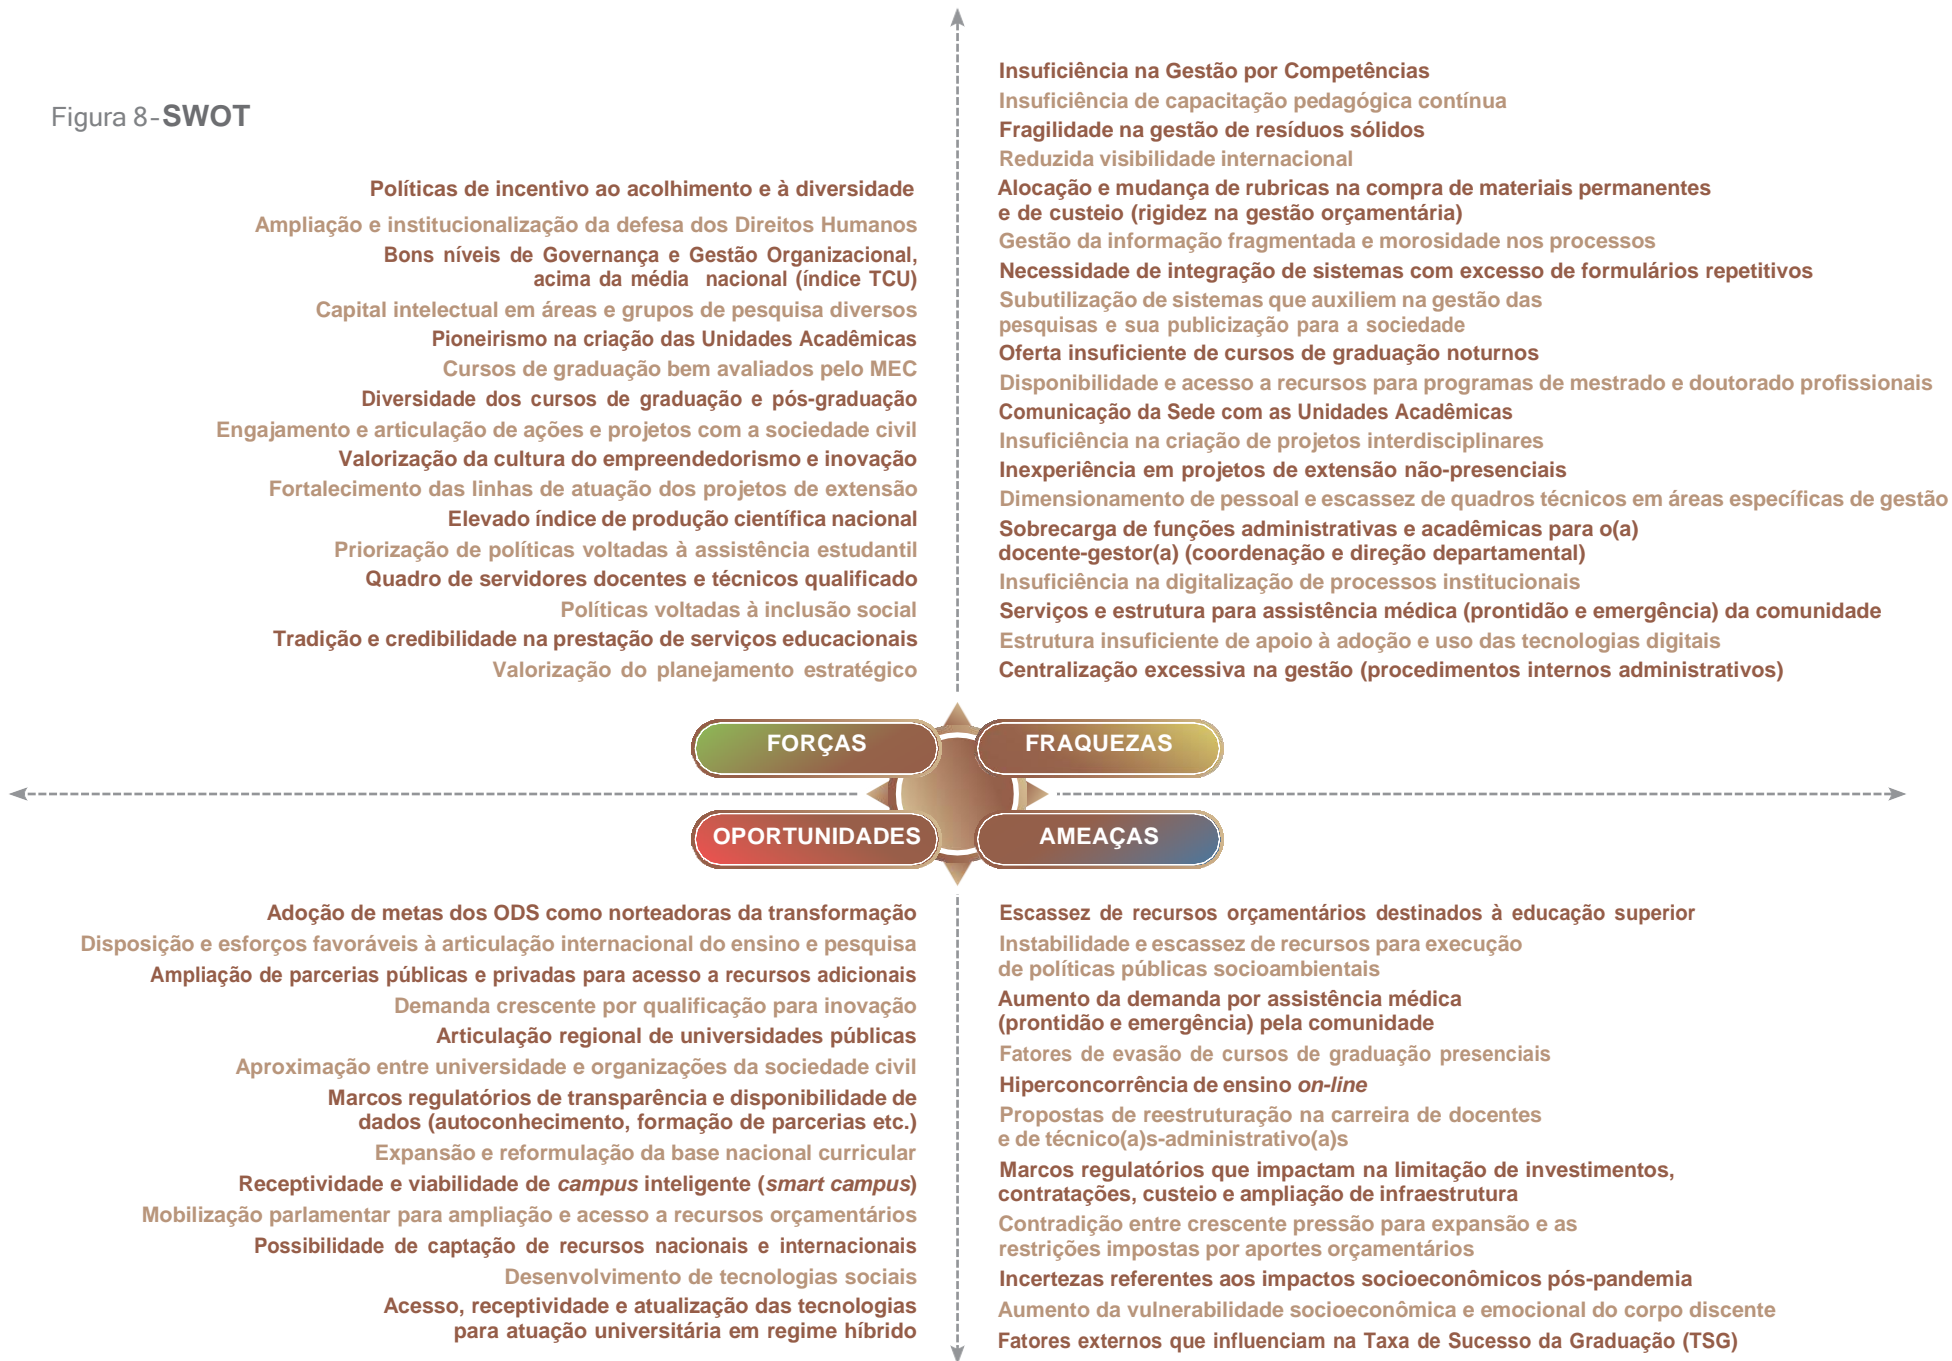 Figura 8-SWOT
Políticas de incentivo ao acolhimento e à diversidade
Ampliação e institucionalização da defesa dos Direitos Humanos
Bons níveis de Governança e Gestão Organizacional,
acima da média nacional (índice TCU)
Capital intelectual em áreas e grupos de pesquisa diversos
Pioneirismo na criação das Unidades Acadêmicas
Cursos de graduação bem avaliados pelo MEC
Diversidade dos cursos de graduação e pós-graduação
Engajamento e articulação de ações e projetos com a sociedade civil
Valorização da cultura do empreendedorismo e inovação
Fortalecimento das linhas de atuação dos projetos de extensão
Elevado índice de produção científica nacional
Priorização de políticas voltadas à assistência estudantil
Quadro de servidores docentes e técnicos qualificado
Políticas voltadas à inclusão social
Tradição e credibilidade na prestação de serviços educacionais
Valorização do planejamento estratégico
Insuficiência na Gestão por Competências
Insuficiência de capacitação pedagógica contínua
Fragilidade na gestão de resíduos sólidos
Reduzida visibilidade internacional
Alocação e mudança de rubricas na compra de materiais permanentes
e de custeio (rigidez na gestão orçamentária)
Gestão da informação fragmentada e morosidade nos processos
Necessidade de integração de sistemas com excesso de formulários repetitivos
Subutilização de sistemas que auxiliem na gestão das
pesquisas e sua publicização para a sociedade
Oferta insuficiente de cursos de graduação noturnos
Disponibilidade e acesso a recursos para programas de mestrado e doutorado profissionais
Comunicação da Sede com as Unidades Acadêmicas
Insuficiência na criação de projetos interdisciplinares
Inexperiência em projetos de extensão não-presenciais
Dimensionamento de pessoal e escassez de quadros técnicos em áreas específicas de gestão
Sobrecarga de funções administrativas e acadêmicas para o(a)
docente-gestor(a) (coordenação e direção departamental)
Insuficiência na digitalização de processos institucionais
Serviços e estrutura para assistência médica (prontidão e emergência) da comunidade
Estrutura insuficiente de apoio à adoção e uso das tecnologias digitais
Centralização excessiva na gestão (procedimentos internos administrativos)
FORÇAS
FRAQUEZAS
OPORTUNIDADES
AMEAÇAS
Adoção de metas dos ODS como norteadoras da transformação
Disposição e esforços favoráveis à articulação internacional do ensino e pesquisa
Ampliação de parcerias públicas e privadas para acesso a recursos adicionais
Demanda crescente por qualificação para inovação
Articulação regional de universidades públicas
Aproximação entre universidade e organizações da sociedade civil
Marcos regulatórios de transparência e disponibilidade de
dados (autoconhecimento, formação de parcerias etc.)
Expansão e reformulação da base nacional curricular
Receptividade e viabilidade de campus inteligente (smart campus)
Mobilização parlamentar para ampliação e acesso a recursos orçamentários
Possibilidade de captação de recursos nacionais e internacionais
Desenvolvimento de tecnologias sociais
Acesso, receptividade e atualização das tecnologias
para atuação universitária em regime híbrido
Escassez de recursos orçamentários destinados à educação superior
Instabilidade e escassez de recursos para execução
de políticas públicas socioambientais
Aumento da demanda por assistência médica
(prontidão e emergência) pela comunidade
Fatores de evasão de cursos de graduação presenciais
Hiperconcorrência de ensino on-line
Propostas de reestruturação na carreira de docentes
e de técnico(a)s-administrativo(a)s
Marcos regulatórios que impactam na limitação de investimentos,
contratações, custeio e ampliação de infraestrutura
Contradição entre crescente pressão para expansão e as
restrições impostas por aportes orçamentários
Incertezas referentes aos impactos socioeconômicos pós-pandemia
Aumento da vulnerabilidade socioeconômica e emocional do corpo discente
Fatores externos que influenciam na Taxa de Sucesso da Graduação (TSG)